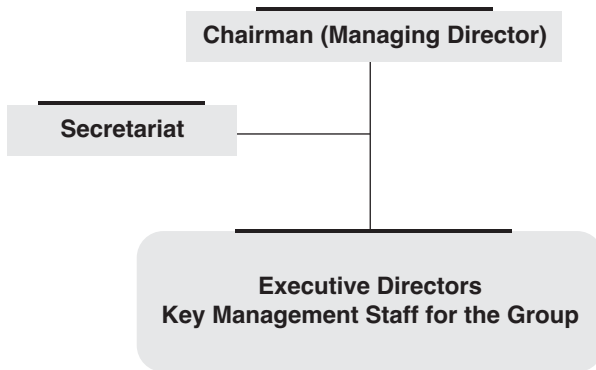 Chairman (Managing Director)
Secretariat
Executive Directors
Key Management Staff for the Group